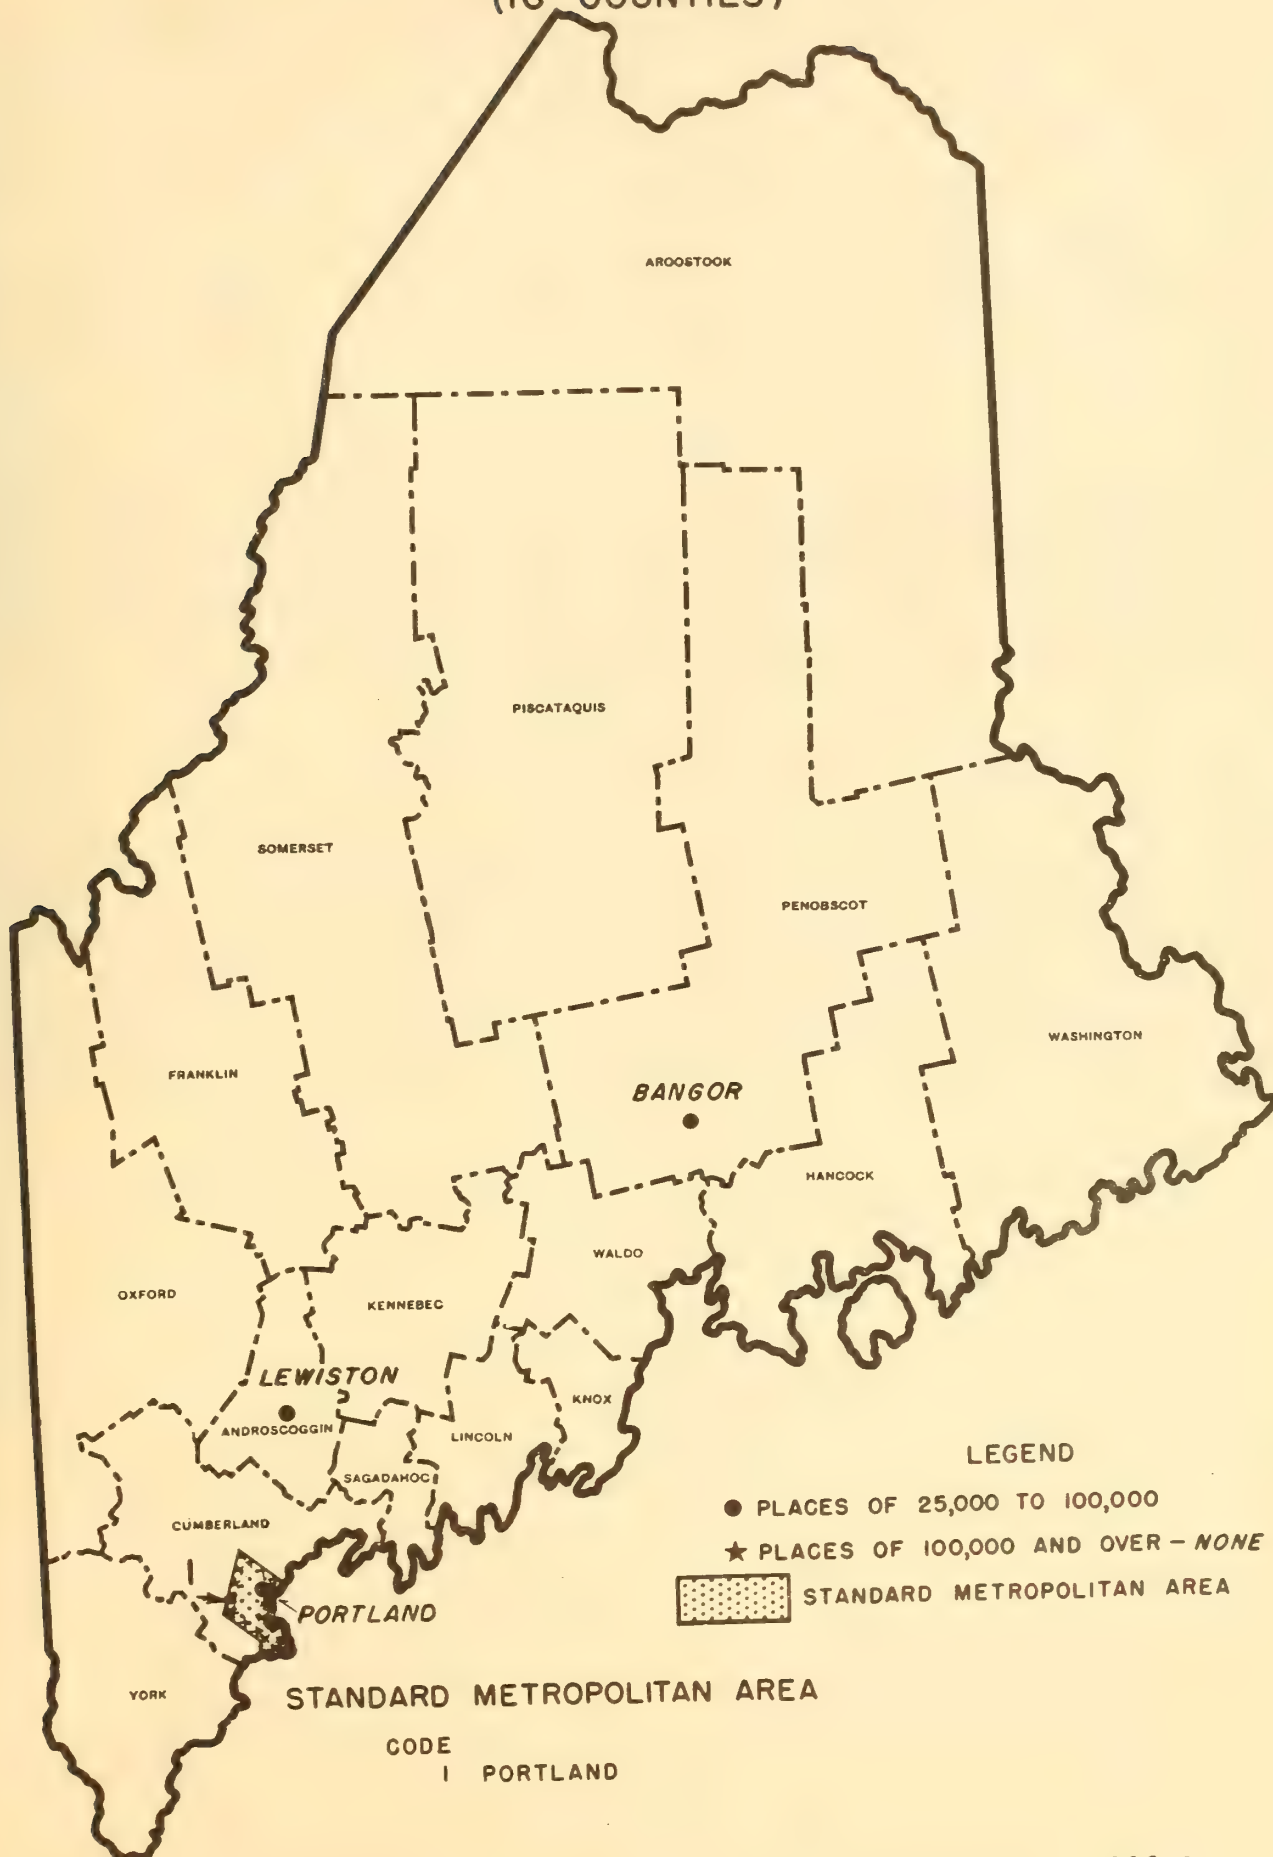 (16 COUNTIES)
AROOSTOOK
PISCATAQUIS
SOMERSET
PENOBSCOT
WASHINGTON
FRANKLIN
BANGOR
HANCOCK
WALDO
OXFORD
KENNEBEC
LEWISTON
KNOX
ANDROSCOGGIN
LINCOLN
SAGADAHOC
CUMBERLAND
1
PORTLAND
YORK
LEGEND
● PLACES OF 25,000 TO 100,000
★ PLACES OF 100,000 AND OVER - NONE
STANDARD METROPOLITAN AREA
STANDARD METROPOLITAN AREA
CODE
1 PORTLAND